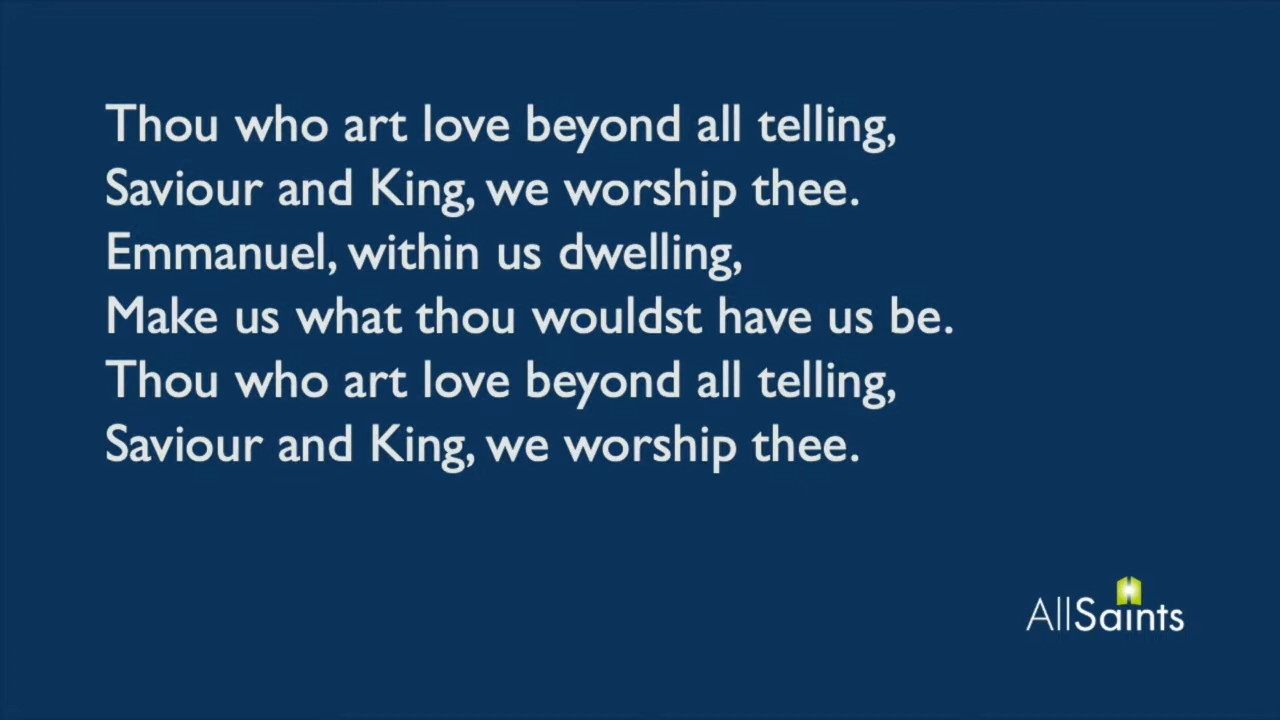 Thou who art love beyond all telling,
Saviour and King, we worship thee.
Emmanuel, within us dwelling,
Make us what thou wouldst have us be.
Thou who art love beyond all telling,
Saviour and King, we worship thee.
AllSaints